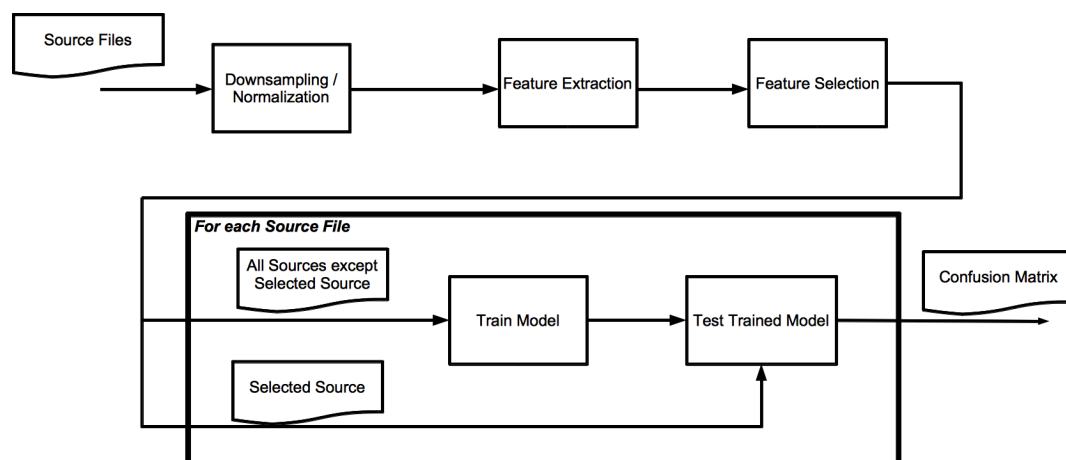 Source Files
Downsampling /
Normalization
Feature Extraction
Feature Selection
For each Source File
All Sources except
Selected Source
Train Model
Test Trained Model
Confusion Matrix
Selected Source